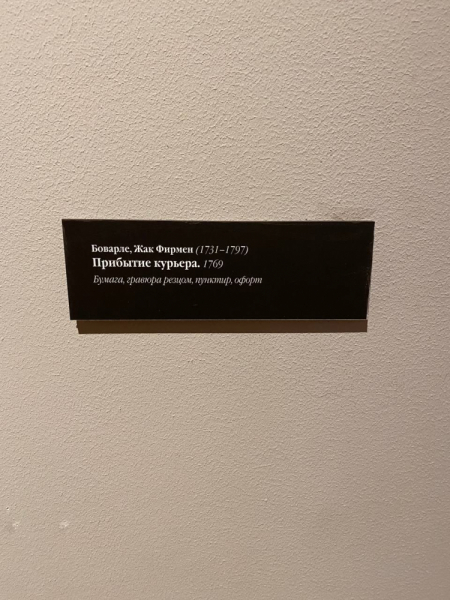 Боварле, Жак Фирмен (1731–1797)
Прибытие курьера. 1769
Бумага, гравюра резцом, пунктир, офорт